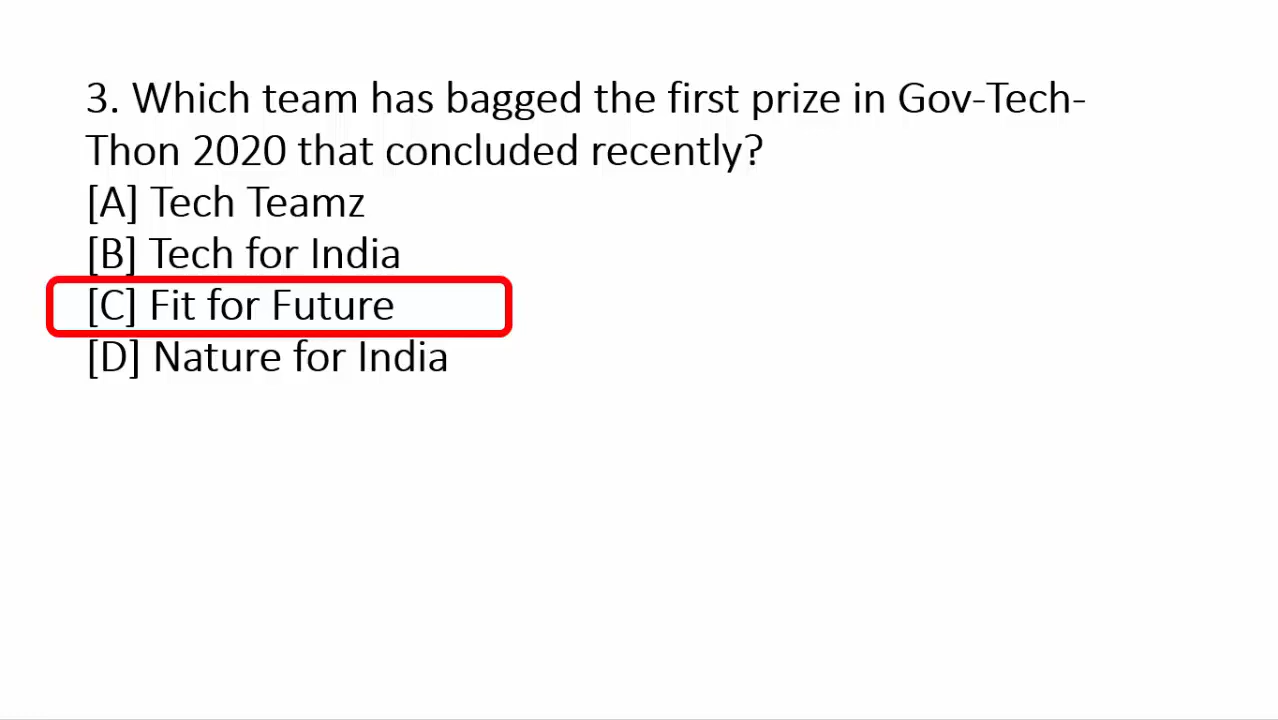 3. Which team has bagged the first prize in Gov-Tech-
Thon 2020 that concluded recently?
[A] Tech Teamz
[B] Tech for India
[C] Fit for Future
[D] Nature for India